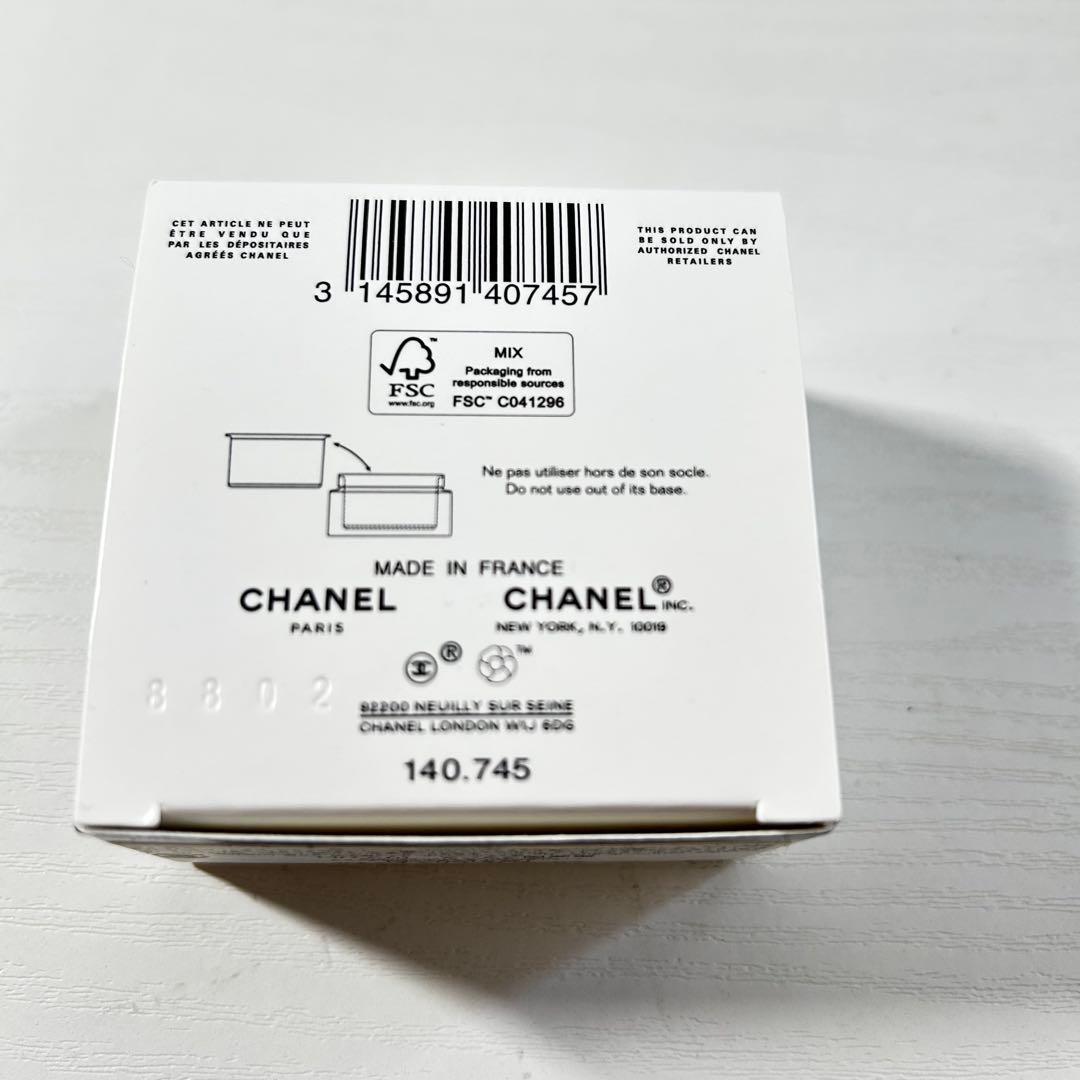 CET ARTICLE NE PEUT
ÊTRE VENDU QUE
PAR LES DÉPOSITAIRES
AGRÉÉS CHANEL
THIS PRODUCT CAN
BE SOLD ONLY BY
AUTHORIZED CHANEL
RETAILERS
3 145891 407457
FSC™
www.fsc.org
MIX
Packaging from
responsible sources
FSC™ C041296
Ne pas utiliser hors de son socle.
Do not use out of its base.
MADE IN FRANCE
CHANEL
PARIS
CHANEL® INC.
NEW YORK, N.Y. 10019
® ™
8802
92200 NEUILLY SUR SEINE
CHANEL LONDON W1J 6DG
140.745